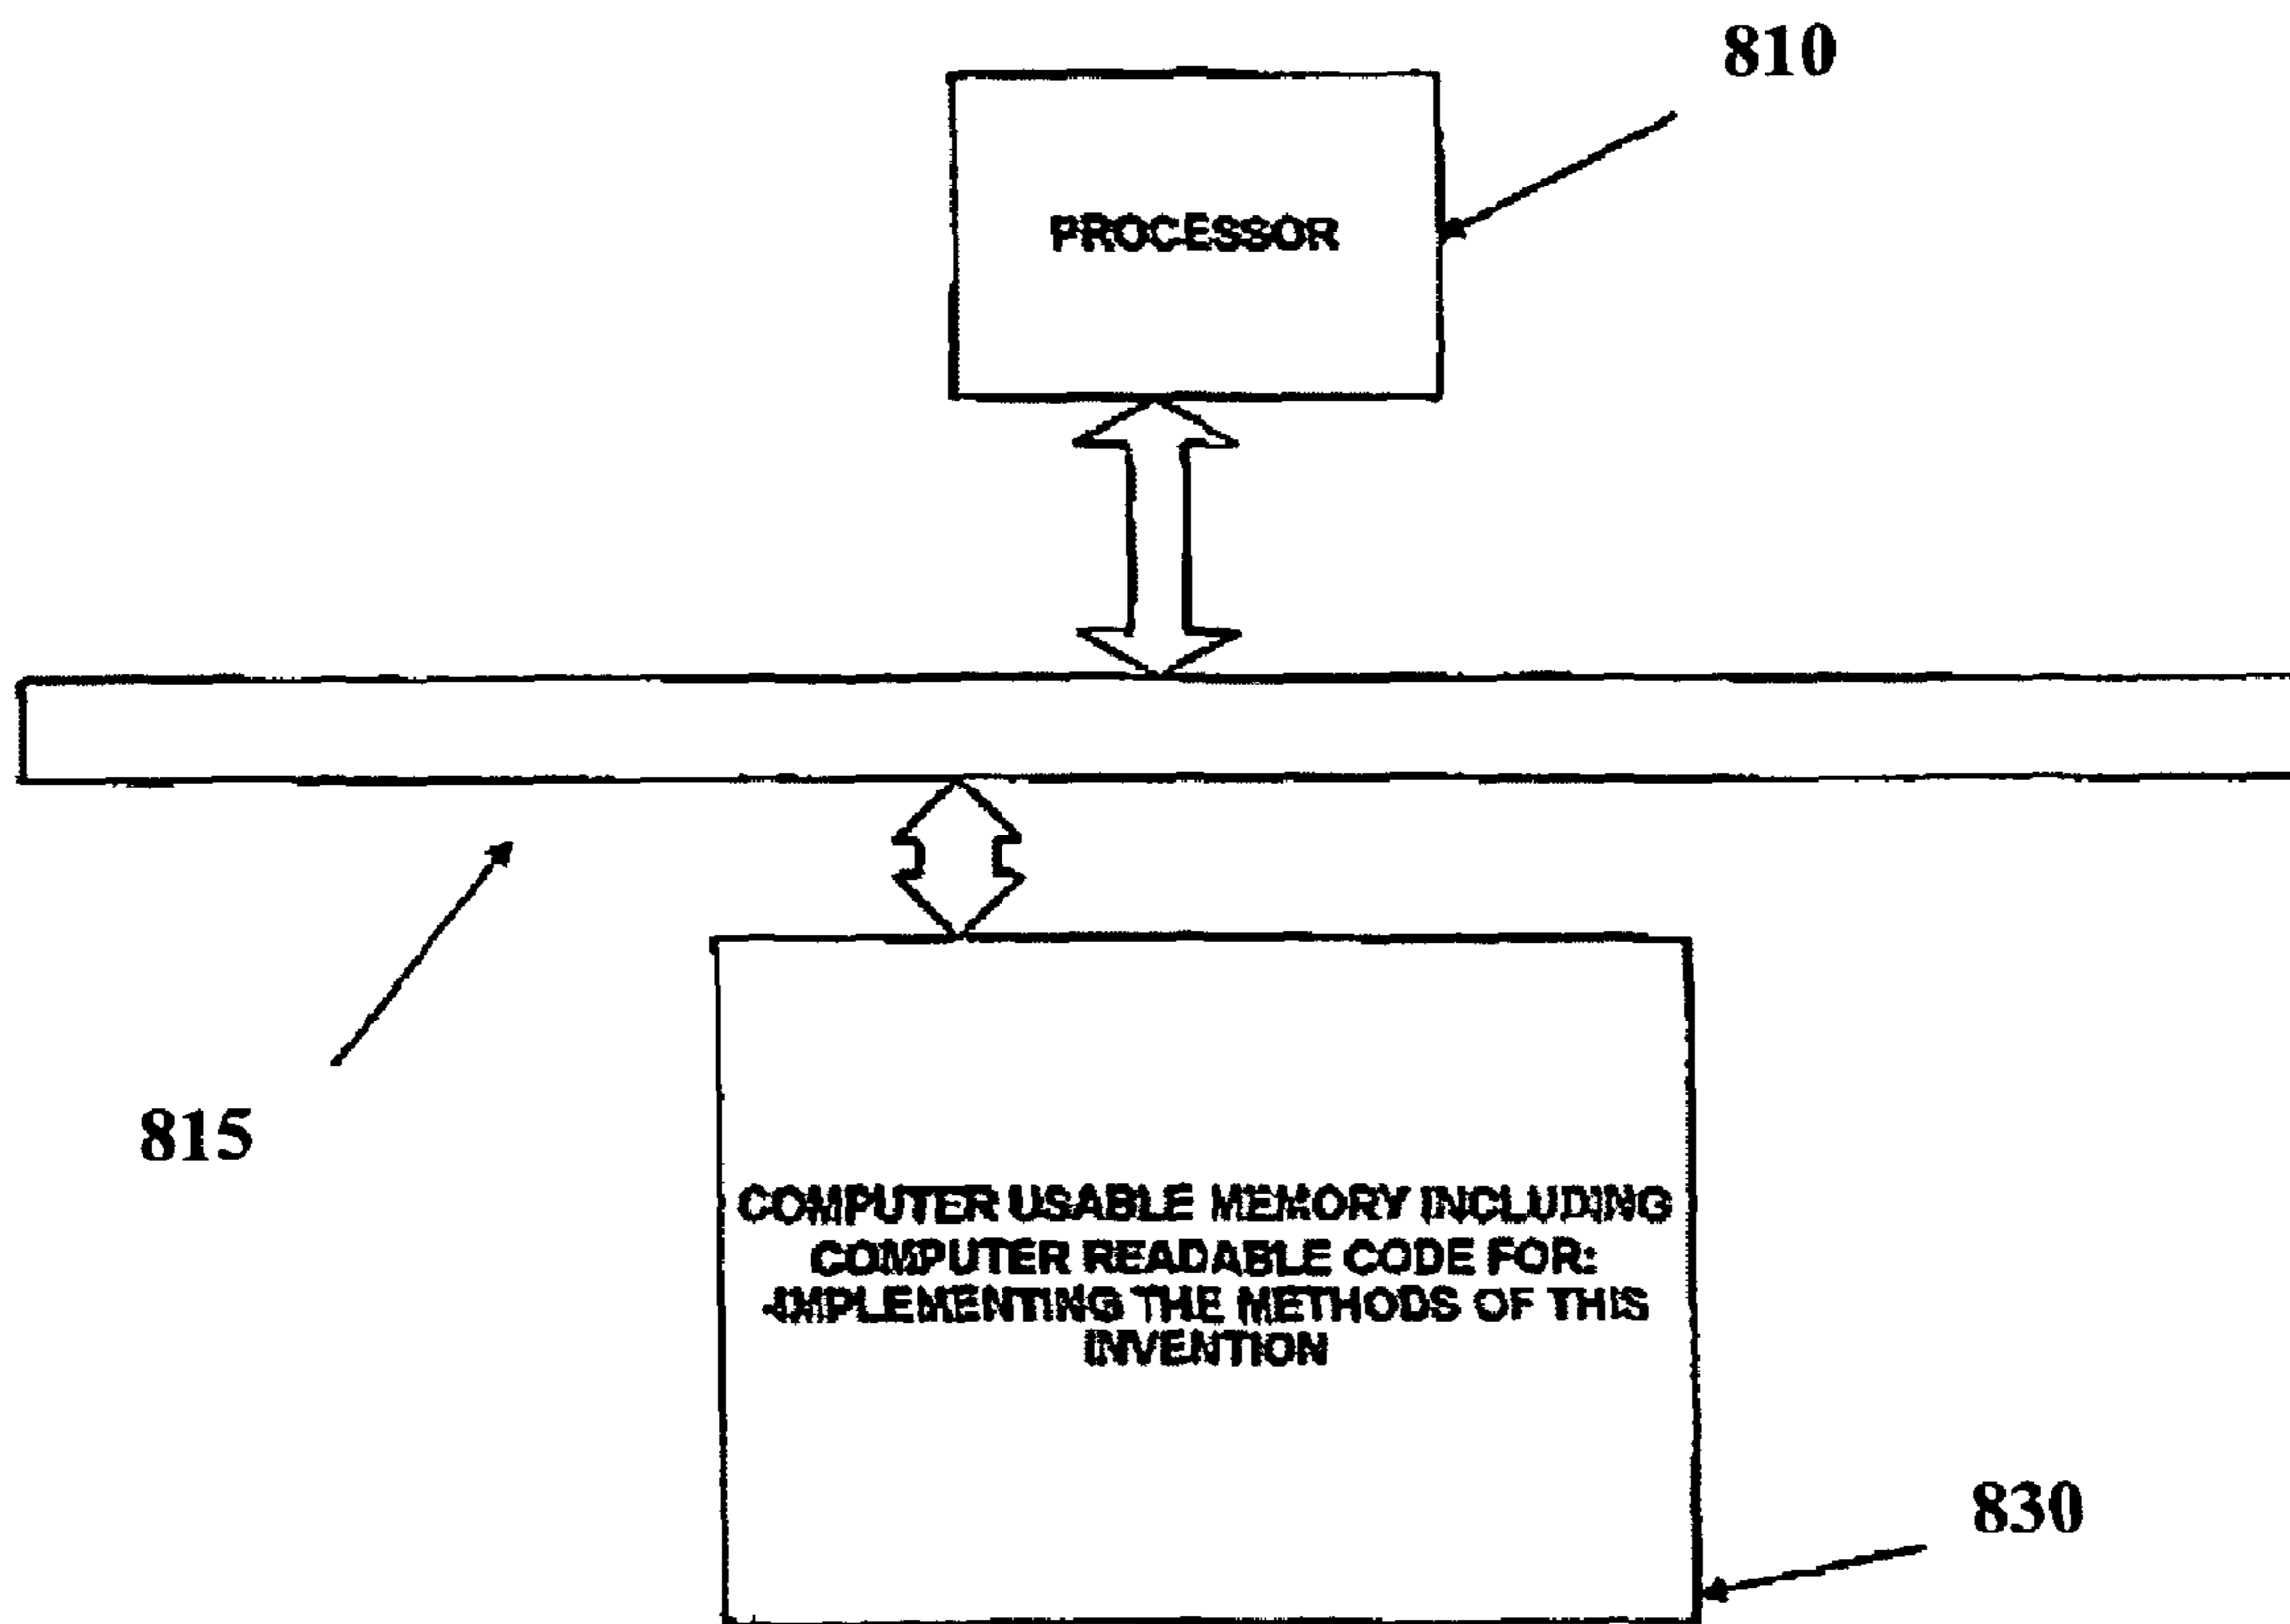 810
PROCESSOR
815
COMPUTER USABLE MEMORY INCLUDING
COMPUTER READABLE CODE FOR:
-IMPLEMENTING THE METHODS OF THIS
INVENTION
830